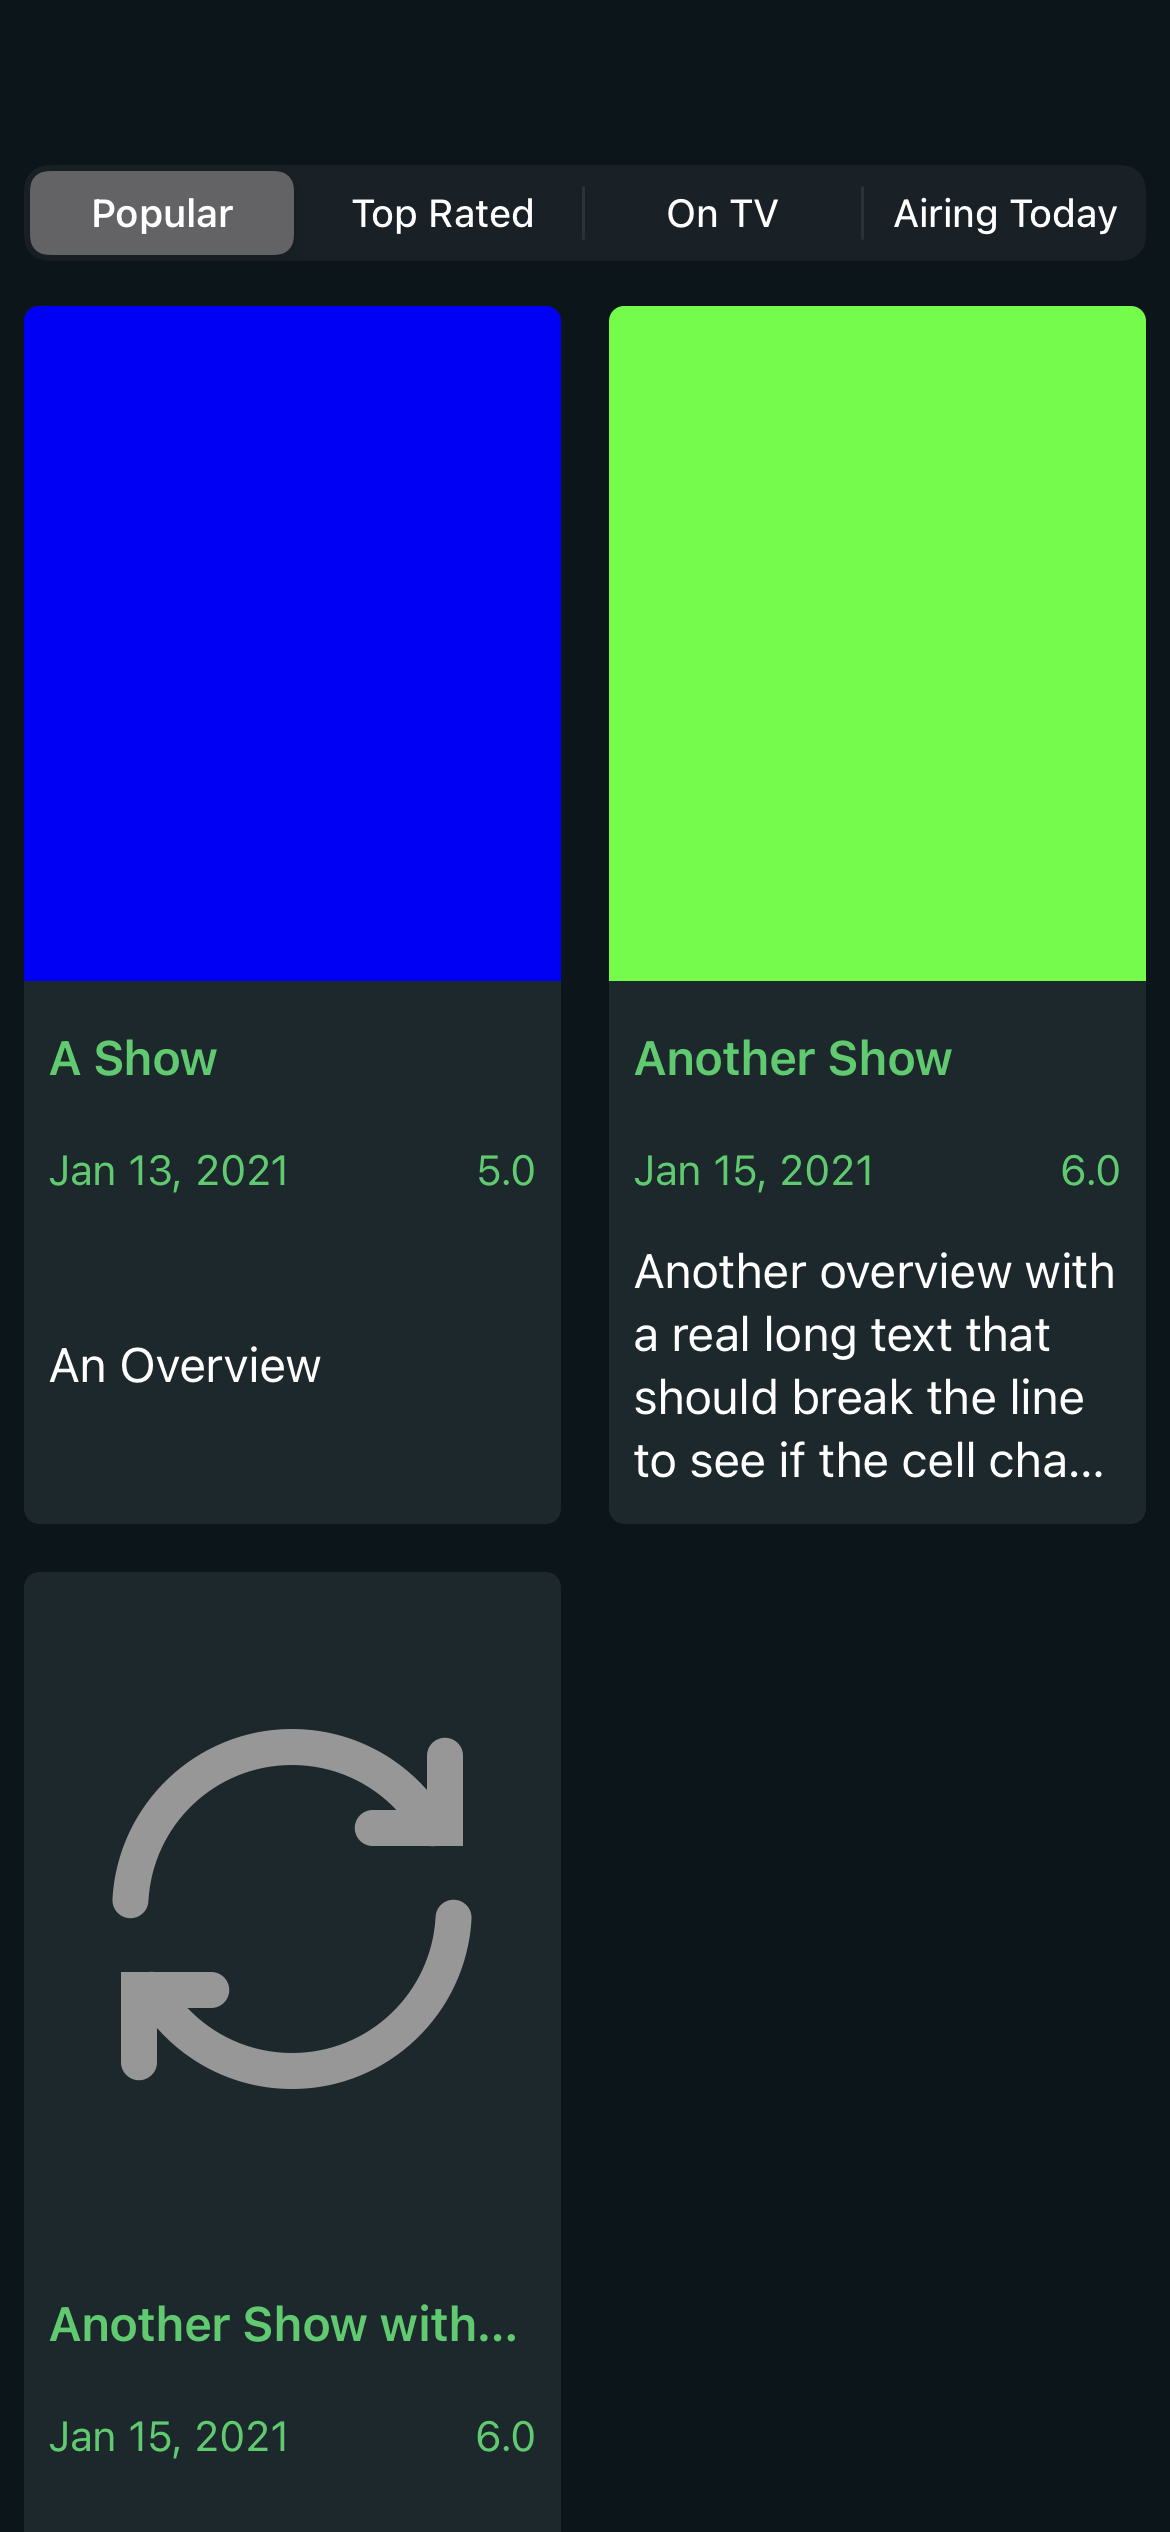 Popular
Top Rated
On TV
Airing Today
A Show
Jan 13, 2021
5.0
An Overview
Another Show
Jan 15, 2021
6.0
Another overview with
a real long text that
should break the line
to see if the cell cha...
Another Show with...
Jan 15, 2021
6.0